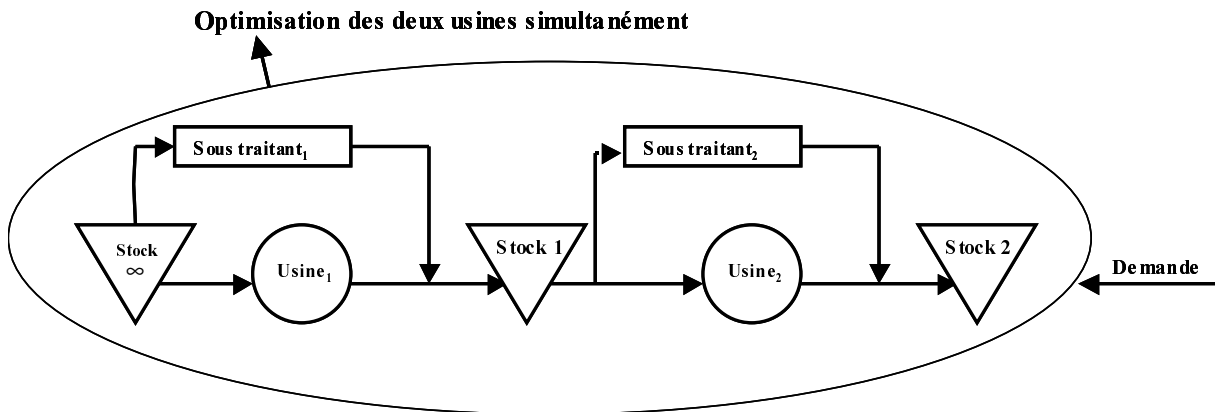 Optimisation des deux usines simultanément
Sous traitant₁
Sous traitant₂
Stock
∞
Usine₁
Stock 1
Usine₂
Stock 2
Demande